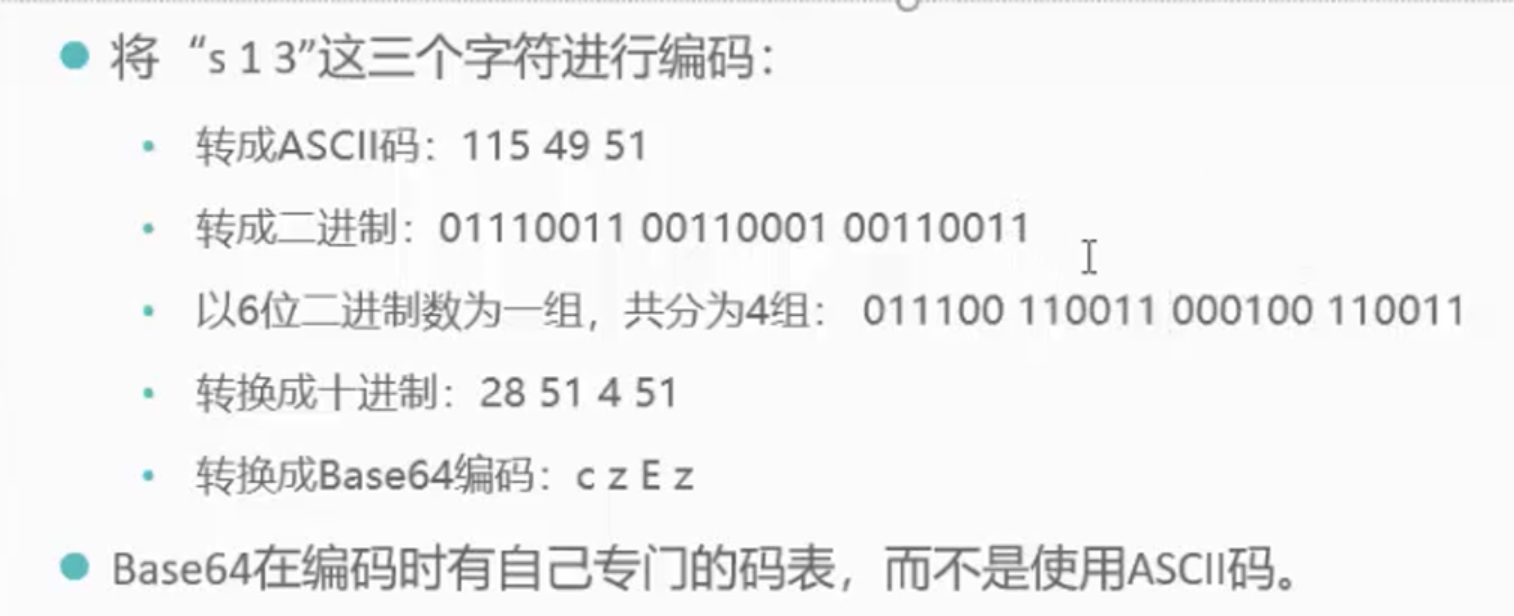 将“s 1 3”这三个字符进行编码：
转成ASCII码：115 49 51
转成二进制：01110011 00110001 00110011
以6位二进制数为一组，共分为4组： 011100 110011 000100 110011
转换成十进制：28 51 4 51
转换成Base64编码：c z E z
Base64在编码时有自己专门的码表，而不是使用ASCII码。